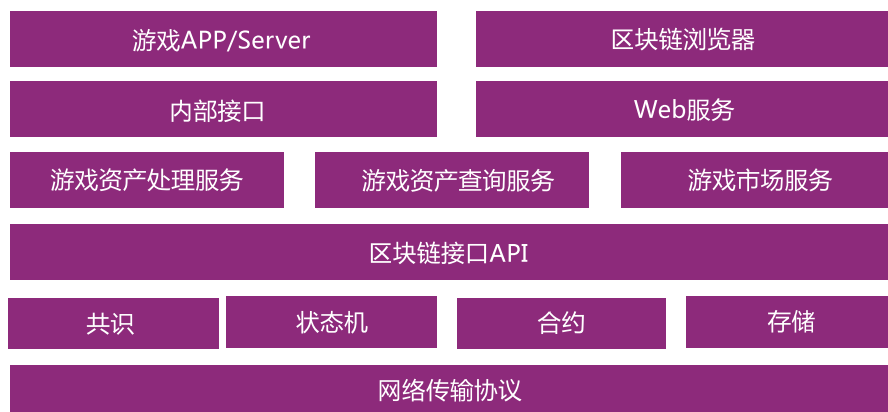 游戏APP/Server
区块链浏览器
内部接口
Web服务
游戏资产处理服务
游戏资产查询服务
游戏市场服务
区块链接口API
共识
状态机
合约
存储
网络传输协议